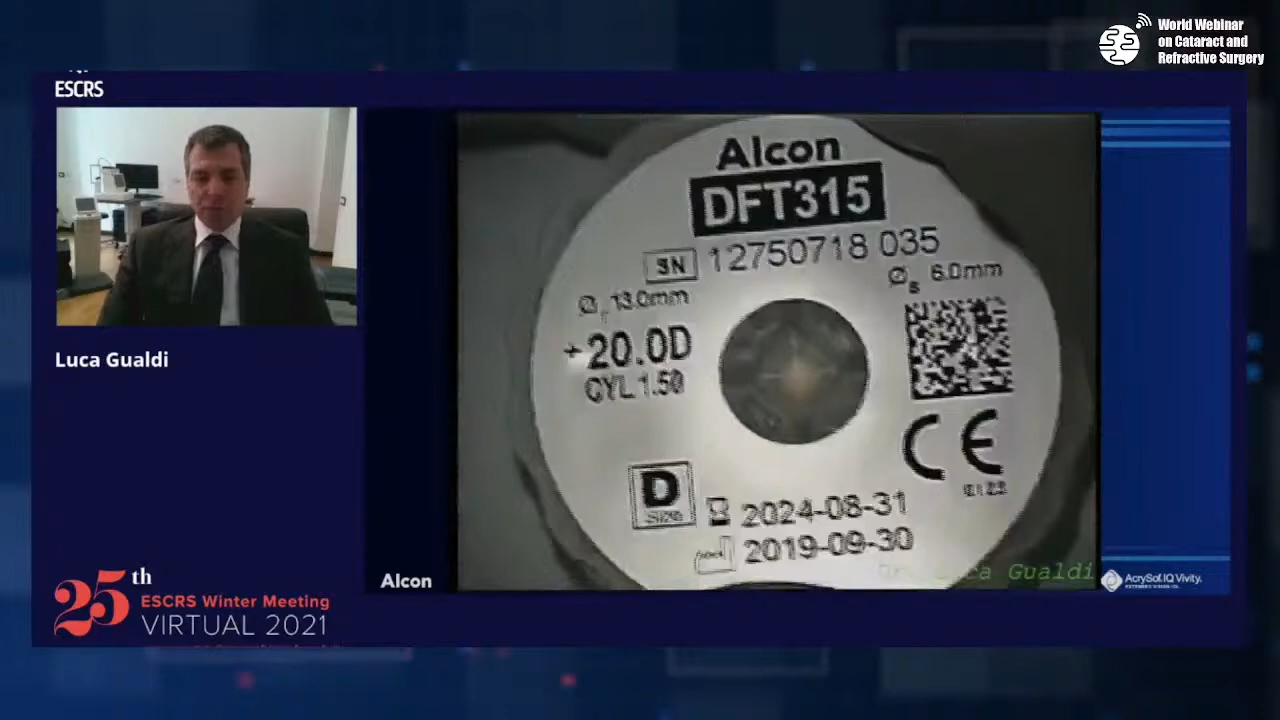 World Webinar
on Cataract and
Refractive Surgery
ESCRS
Luca Gualdi
25th
ESCRS Winter Meeting
VIRTUAL 2021
Alcon
DFT315
SN 12750718 035
6.0mm
13.0mm
+20.0D
CYL 1.50
CE
D
2024-08-31
2019-09-30
Luca Gualdi
Alcon
AcrySof IQ Vivity